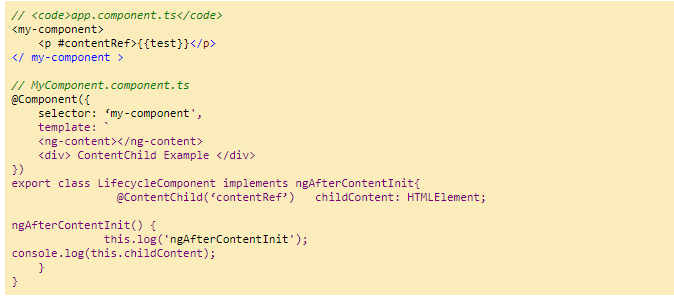 // <code>app.component.ts</code>
<my-component>
    <p #contentRef>{{test}}</p>
</ my-component >

// MyComponent.component.ts
@Component({
    selector: ‘my-component',
    template: `
    <ng-content></ng-content>
    <div> ContentChild Example </div>
})
export class LifecycleComponent implements ngAfterContentInit{
                @ContentChild(‘contentRef’)   childContent: HTMLElement;

ngAfterContentInit() {
              this.log('ngAfterContentInit');
console.log(this.childContent);
    }
}